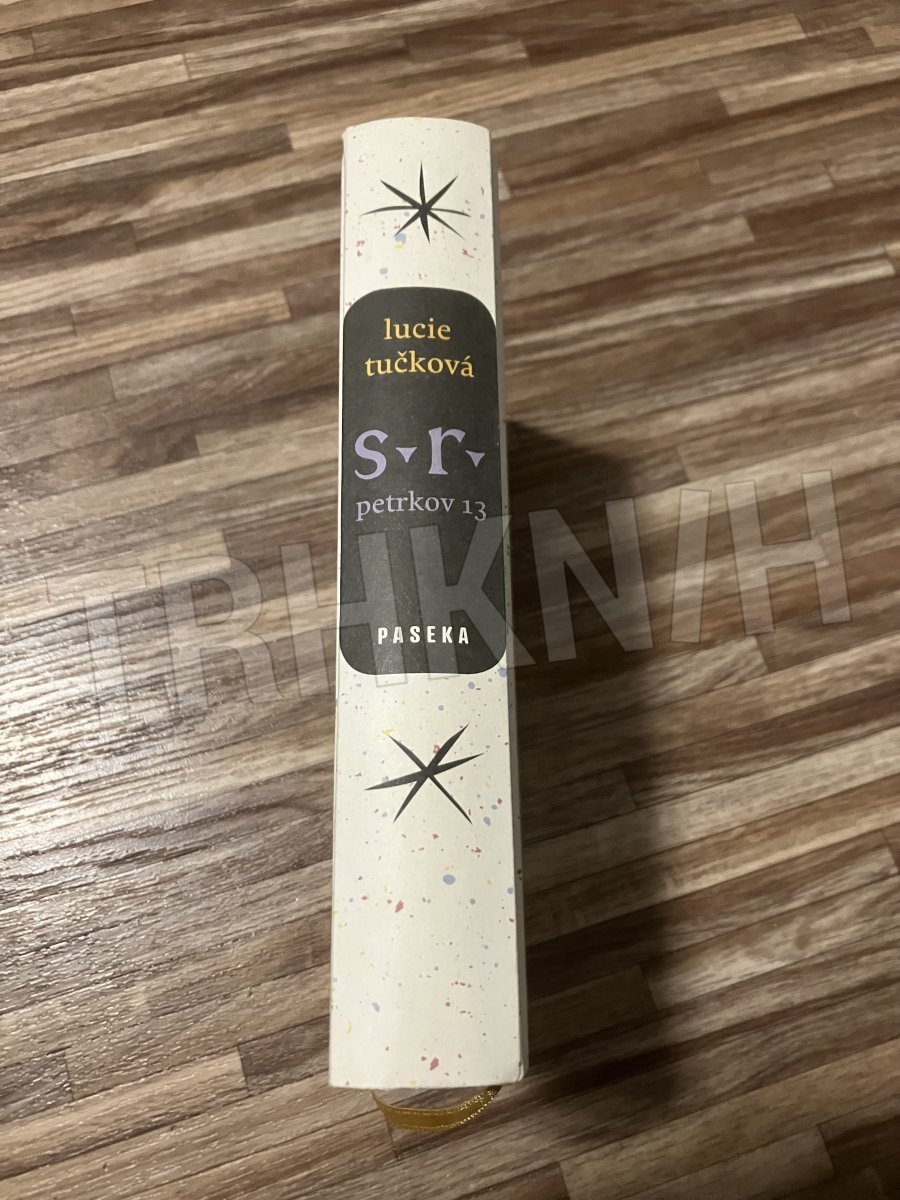 lucie
tučková
s. r.
petrkov 13
PASEKA
TRHKNIH